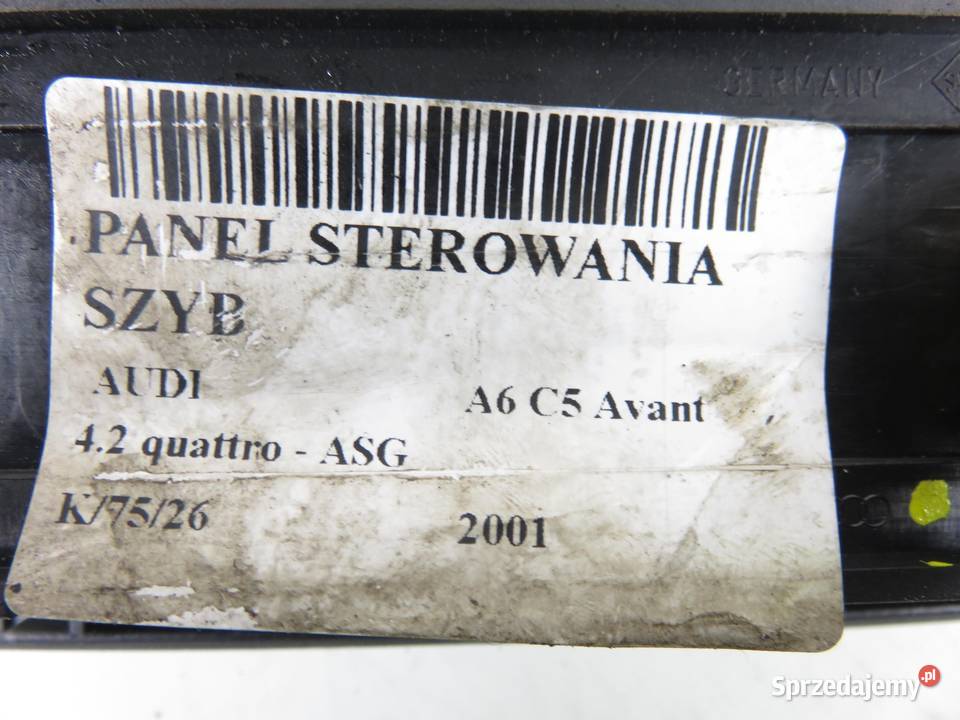 GERMANY
PANEL STEROWANIA
SZYB
AUDI A6 C5 Avant
4.2 quattro - ASG
K/75/26 2001
Sprzedajemy.pl